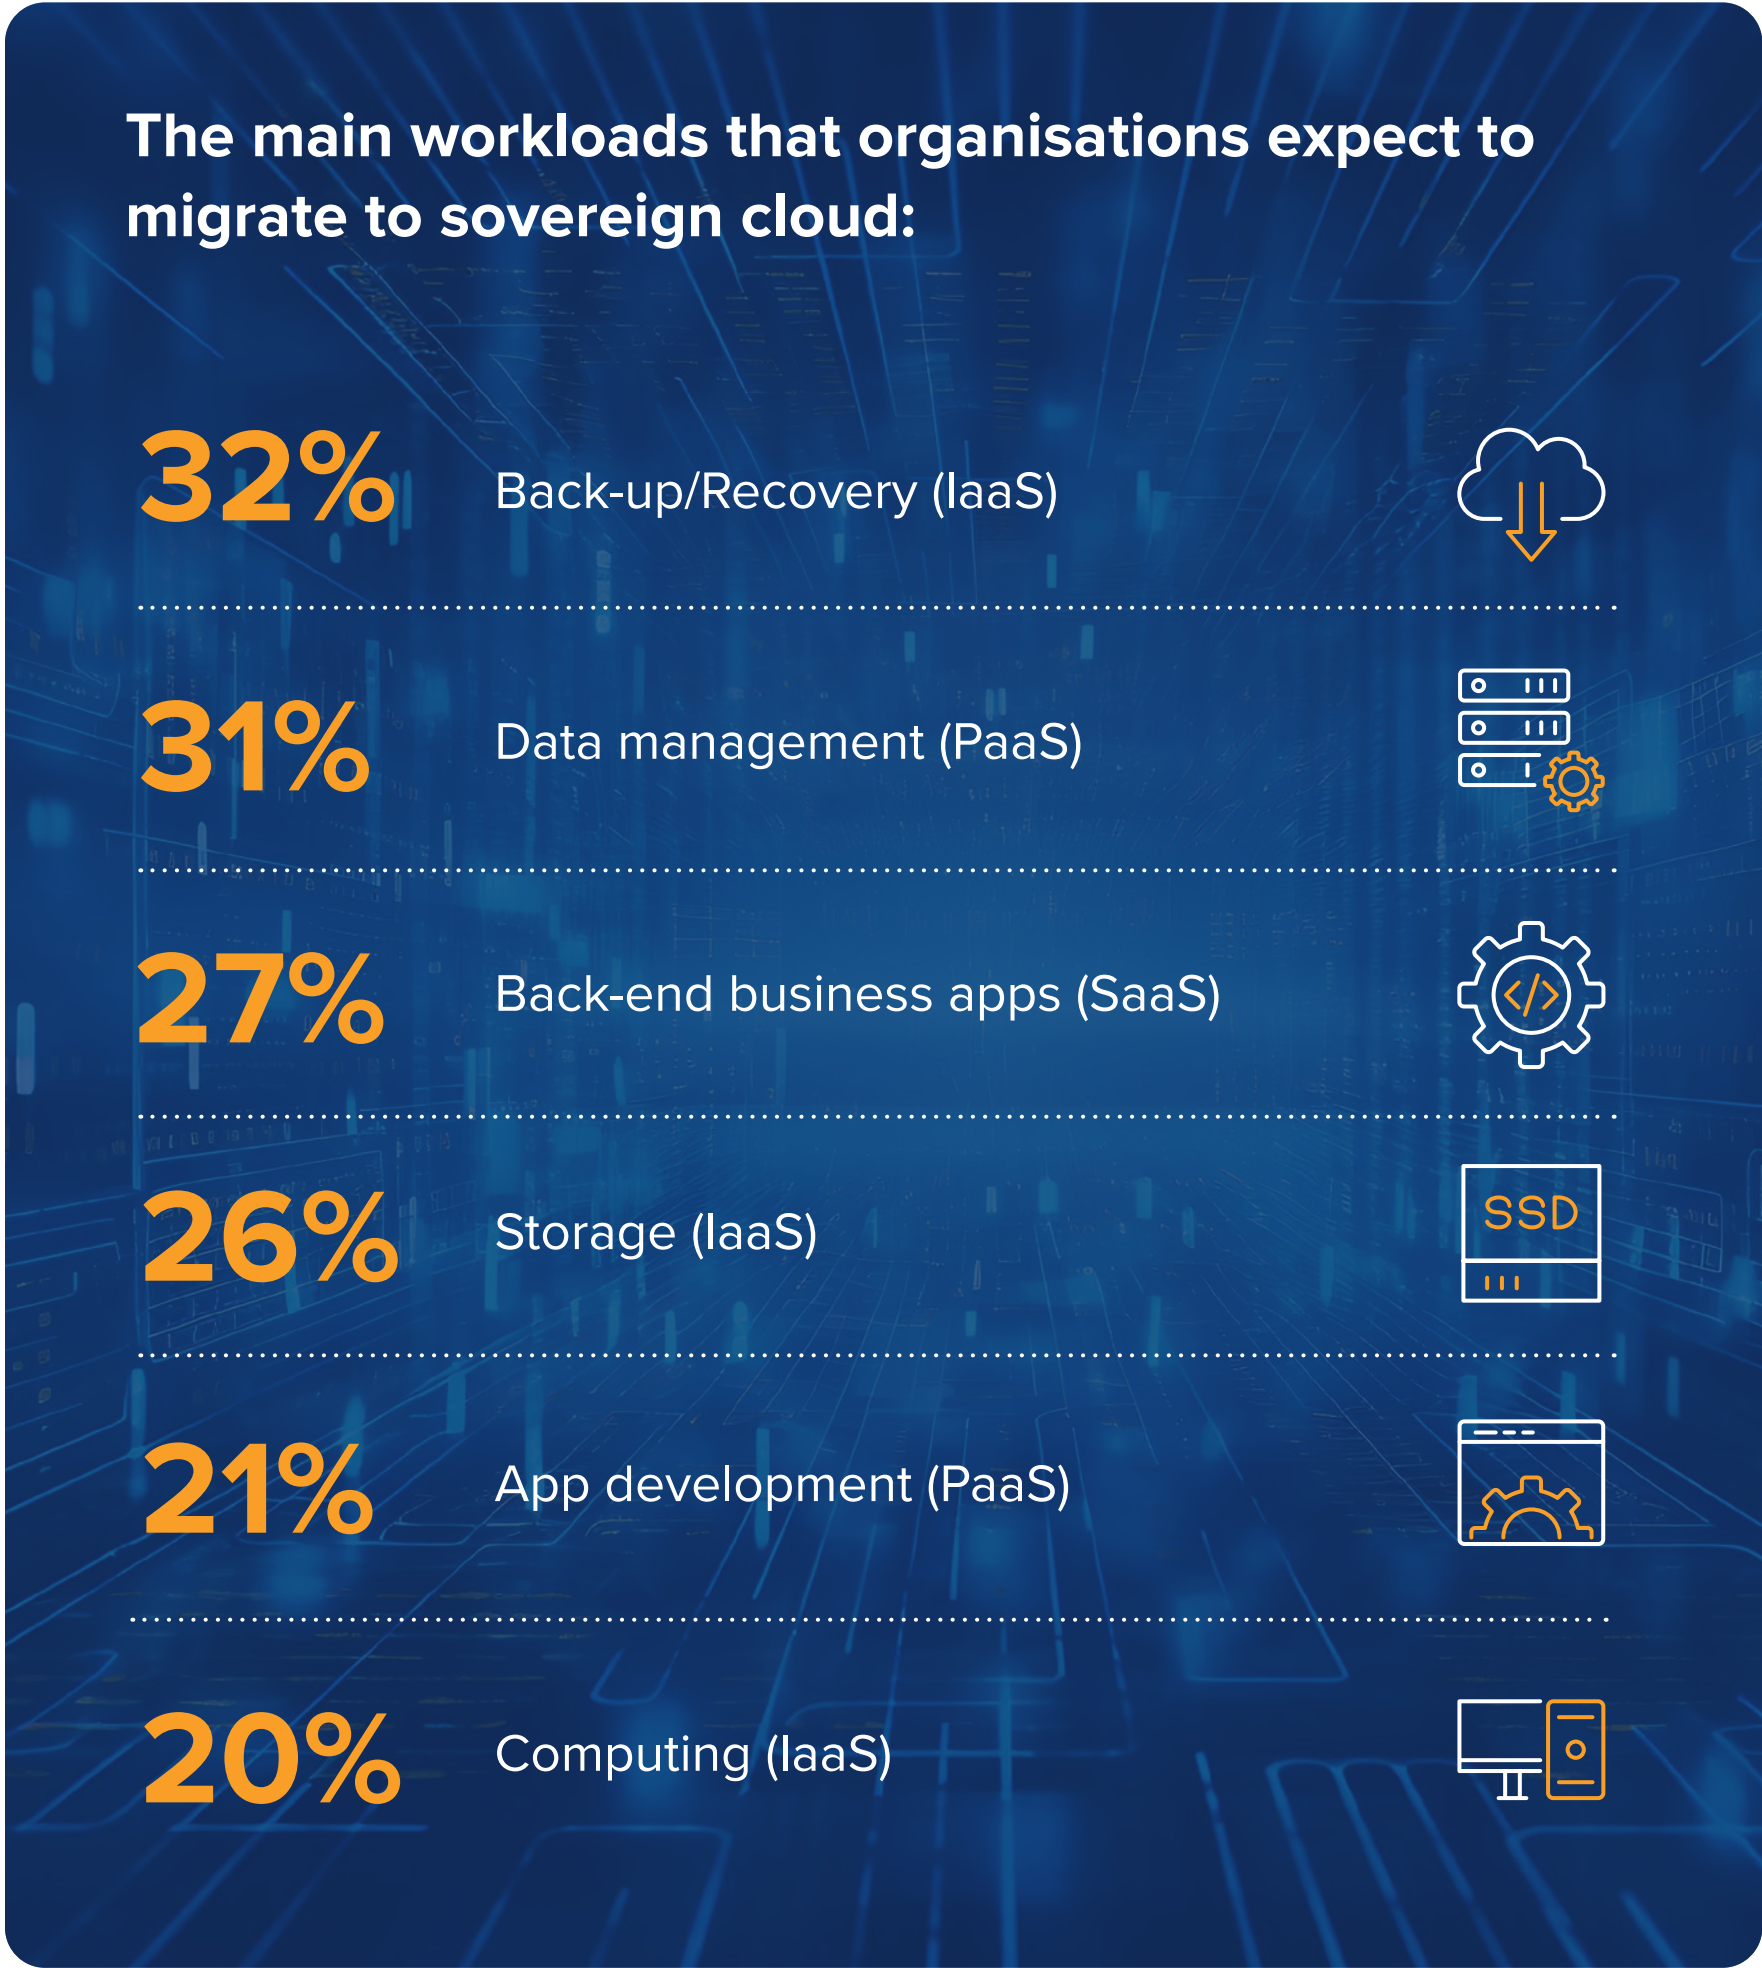 The main workloads that organisations expect to
migrate to sovereign cloud:
32%
Back-up/Recovery (IaaS)
31%
Data management (PaaS)
27%
Back-end business apps (SaaS)
26%
Storage (IaaS)
SSD
21%
App development (PaaS)
20%
Computing (IaaS)